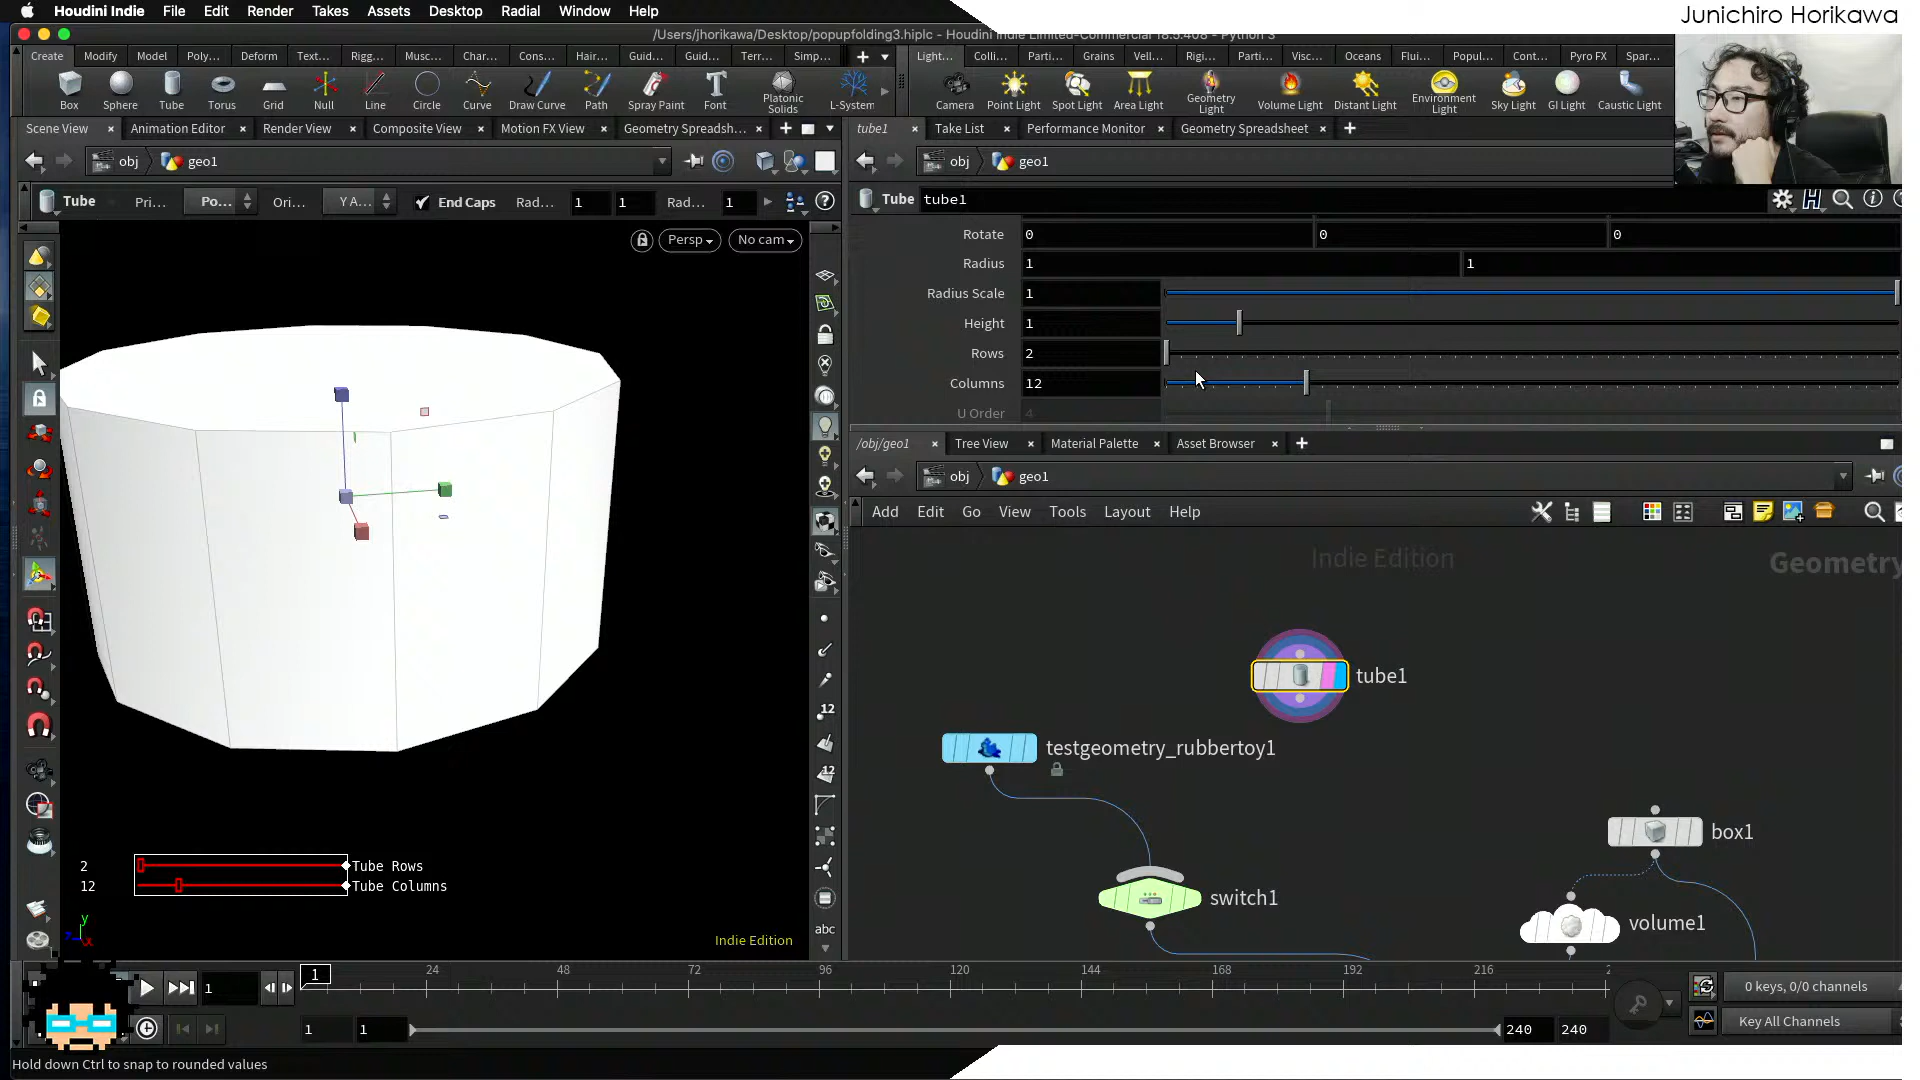 Houdini Indie File Edit Render Takes Assets Desktop Radial Window Help
Junichiro Horikawa
/Users/jhorikawa/Desktop/popupfolding3.hiplc - Houdini Indie Limited-Commercial 18.5.408 - Python 3
Create Modify Model Poly... Deform Text... Rigg... Musc... Char... Cons... Hair... Guid... Guid... Terr... Simp...
Light... Colli... Parti... Grains Vell... Rigi... Parti... Visc... Oceans Flui... Popul... Cont... Pyro FX Spar...
Box Sphere Tube Torus Grid Null Line Circle Curve Draw Curve Path Spray Paint Font Platonic Solids L-System
Camera Point Light Spot Light Area Light Geometry Light Volume Light Distant Light Environment Light Sky Light GI Light Caustic Light
Scene View Animation Editor Render View Composite View Motion FX View Geometry Spreadsh...
tube1 Take List Performance Monitor Geometry Spreadsheet
obj geo1
obj geo1
Tube Pri... Po... Ori... Y A... End Caps Rad... 1 1 Rad... 1
Tube tube1
Persp No cam
Rotate 0 0 0
Radius 1 1
Radius Scale 1
Height 1
Rows 2
Columns 12
U Order 4
/obj/geo1 Tree View Material Palette Asset Browser
obj geo1
Add Edit Go View Tools Layout Help
Indie Edition
Geometry
tube1
testgeometry_rubbertoy1
box1
switch1
volume1
12
12
abc
2 Tube Rows
12 Tube Columns
y
z x
Indie Edition
1 1 24 48 72 96 120 144 168 192 216 2
0 keys, 0/0 channels
1 1 240 240
Key All Channels
Hold down Ctrl to snap to rounded values